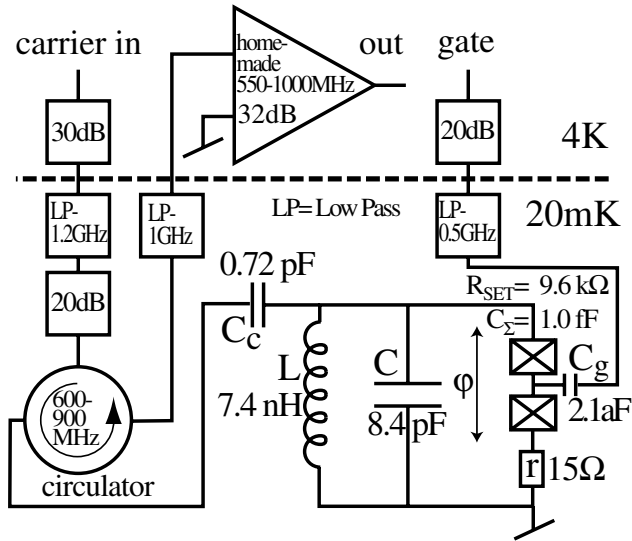 carrier in
out
gate
home-
made
550-1000MHz
32dB
30dB
20dB
4K
LP-
1.2GHz
LP-
1GHz
LP= Low Pass
LP-
0.5GHz
20mK
20dB
0.72 pF
C_c
R_SET= 9.6 kΩ
C_Σ= 1.0 fF
L
7.4 nH
C
8.4 pF
φ
C_g
2.1aF
600-
900
MHz
circulator
r
15Ω